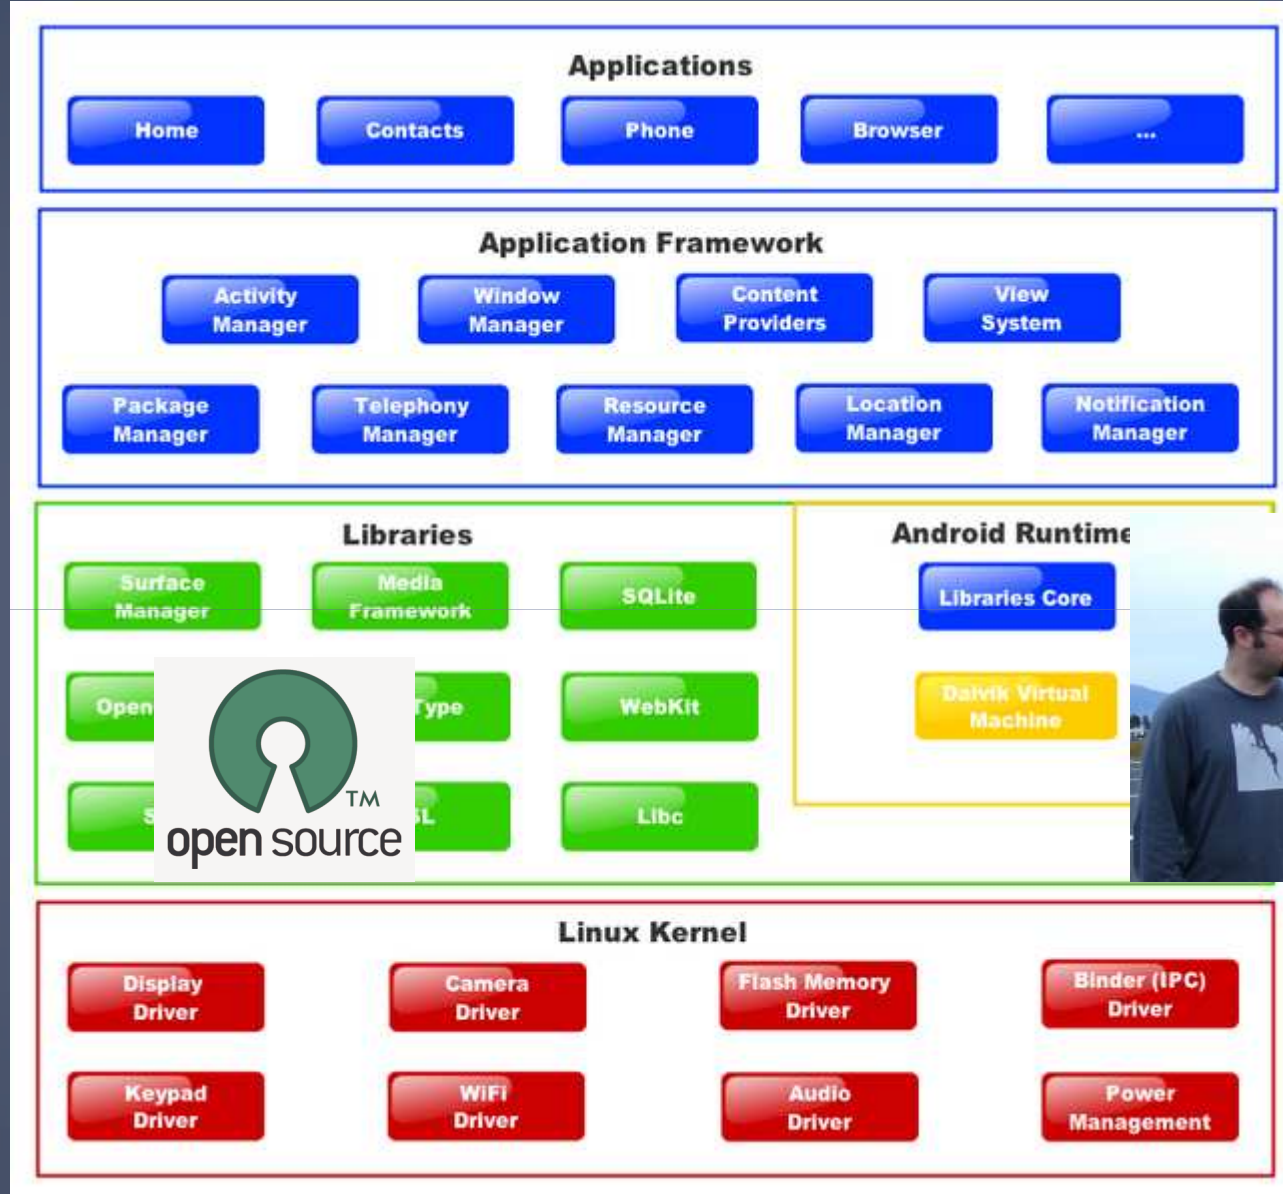 Applications
Home
Contacts
Phone
Browser
...
Application Framework
Activity
Manager
Window
Manager
Content
Providers
View
System
Package
Manager
Telephony
Manager
Resource
Manager
Location
Manager
Notification
Manager
Libraries
Surface
Manager
Media
Framework
SQLite
Open
Type
WebKit
S
SL
Libc
TM
open source
Android Runtime
Libraries Core
Dalvik Virtual
Machine
Linux Kernel
Display
Driver
Camera
Driver
Flash Memory
Driver
Binder (IPC)
Driver
Keypad
Driver
WiFi
Driver
Audio
Driver
Power
Management